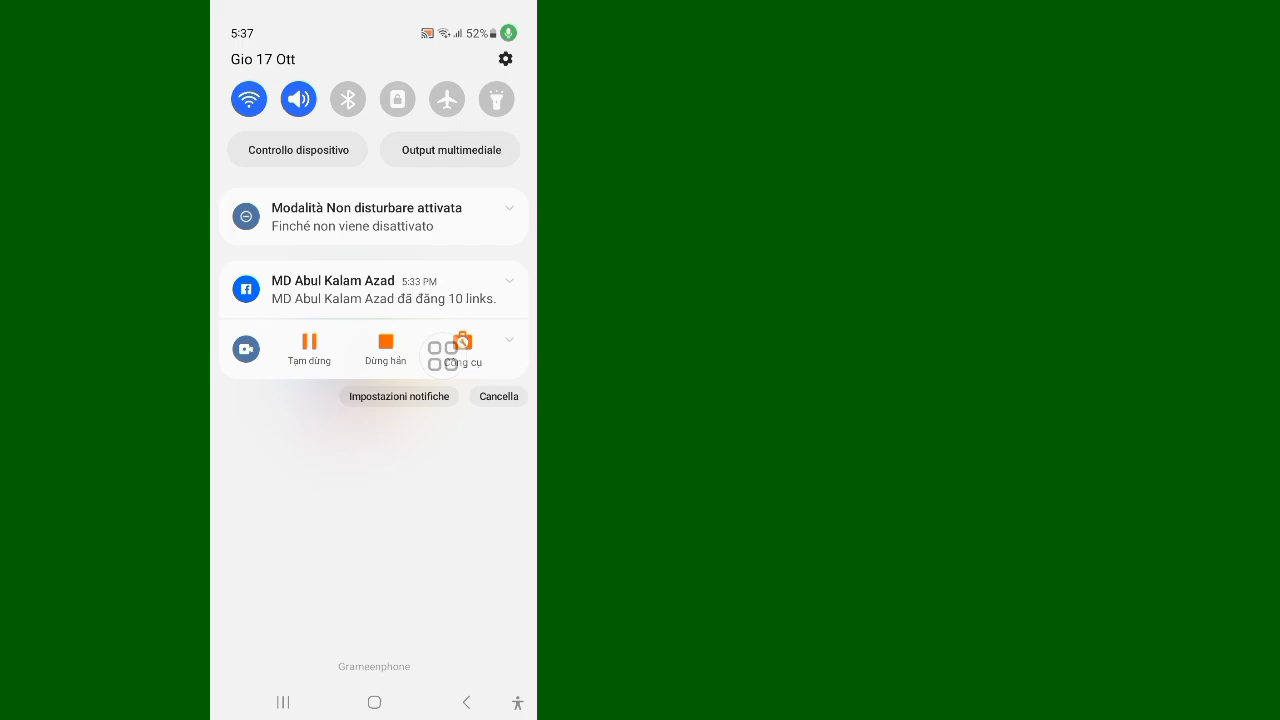 5:37
52%
Gio 17 Ott
Controllo dispositivo
Output multimediale
Modalità Non disturbare attivata
Finché non viene disattivato
MD Abul Kalam Azad 5:33 PM
MD Abul Kalam Azad đã đăng 10 links.
Tạm dừng
Dừng hẳn
Công cụ
Impostazioni notifiche
Cancella
Grameenphone